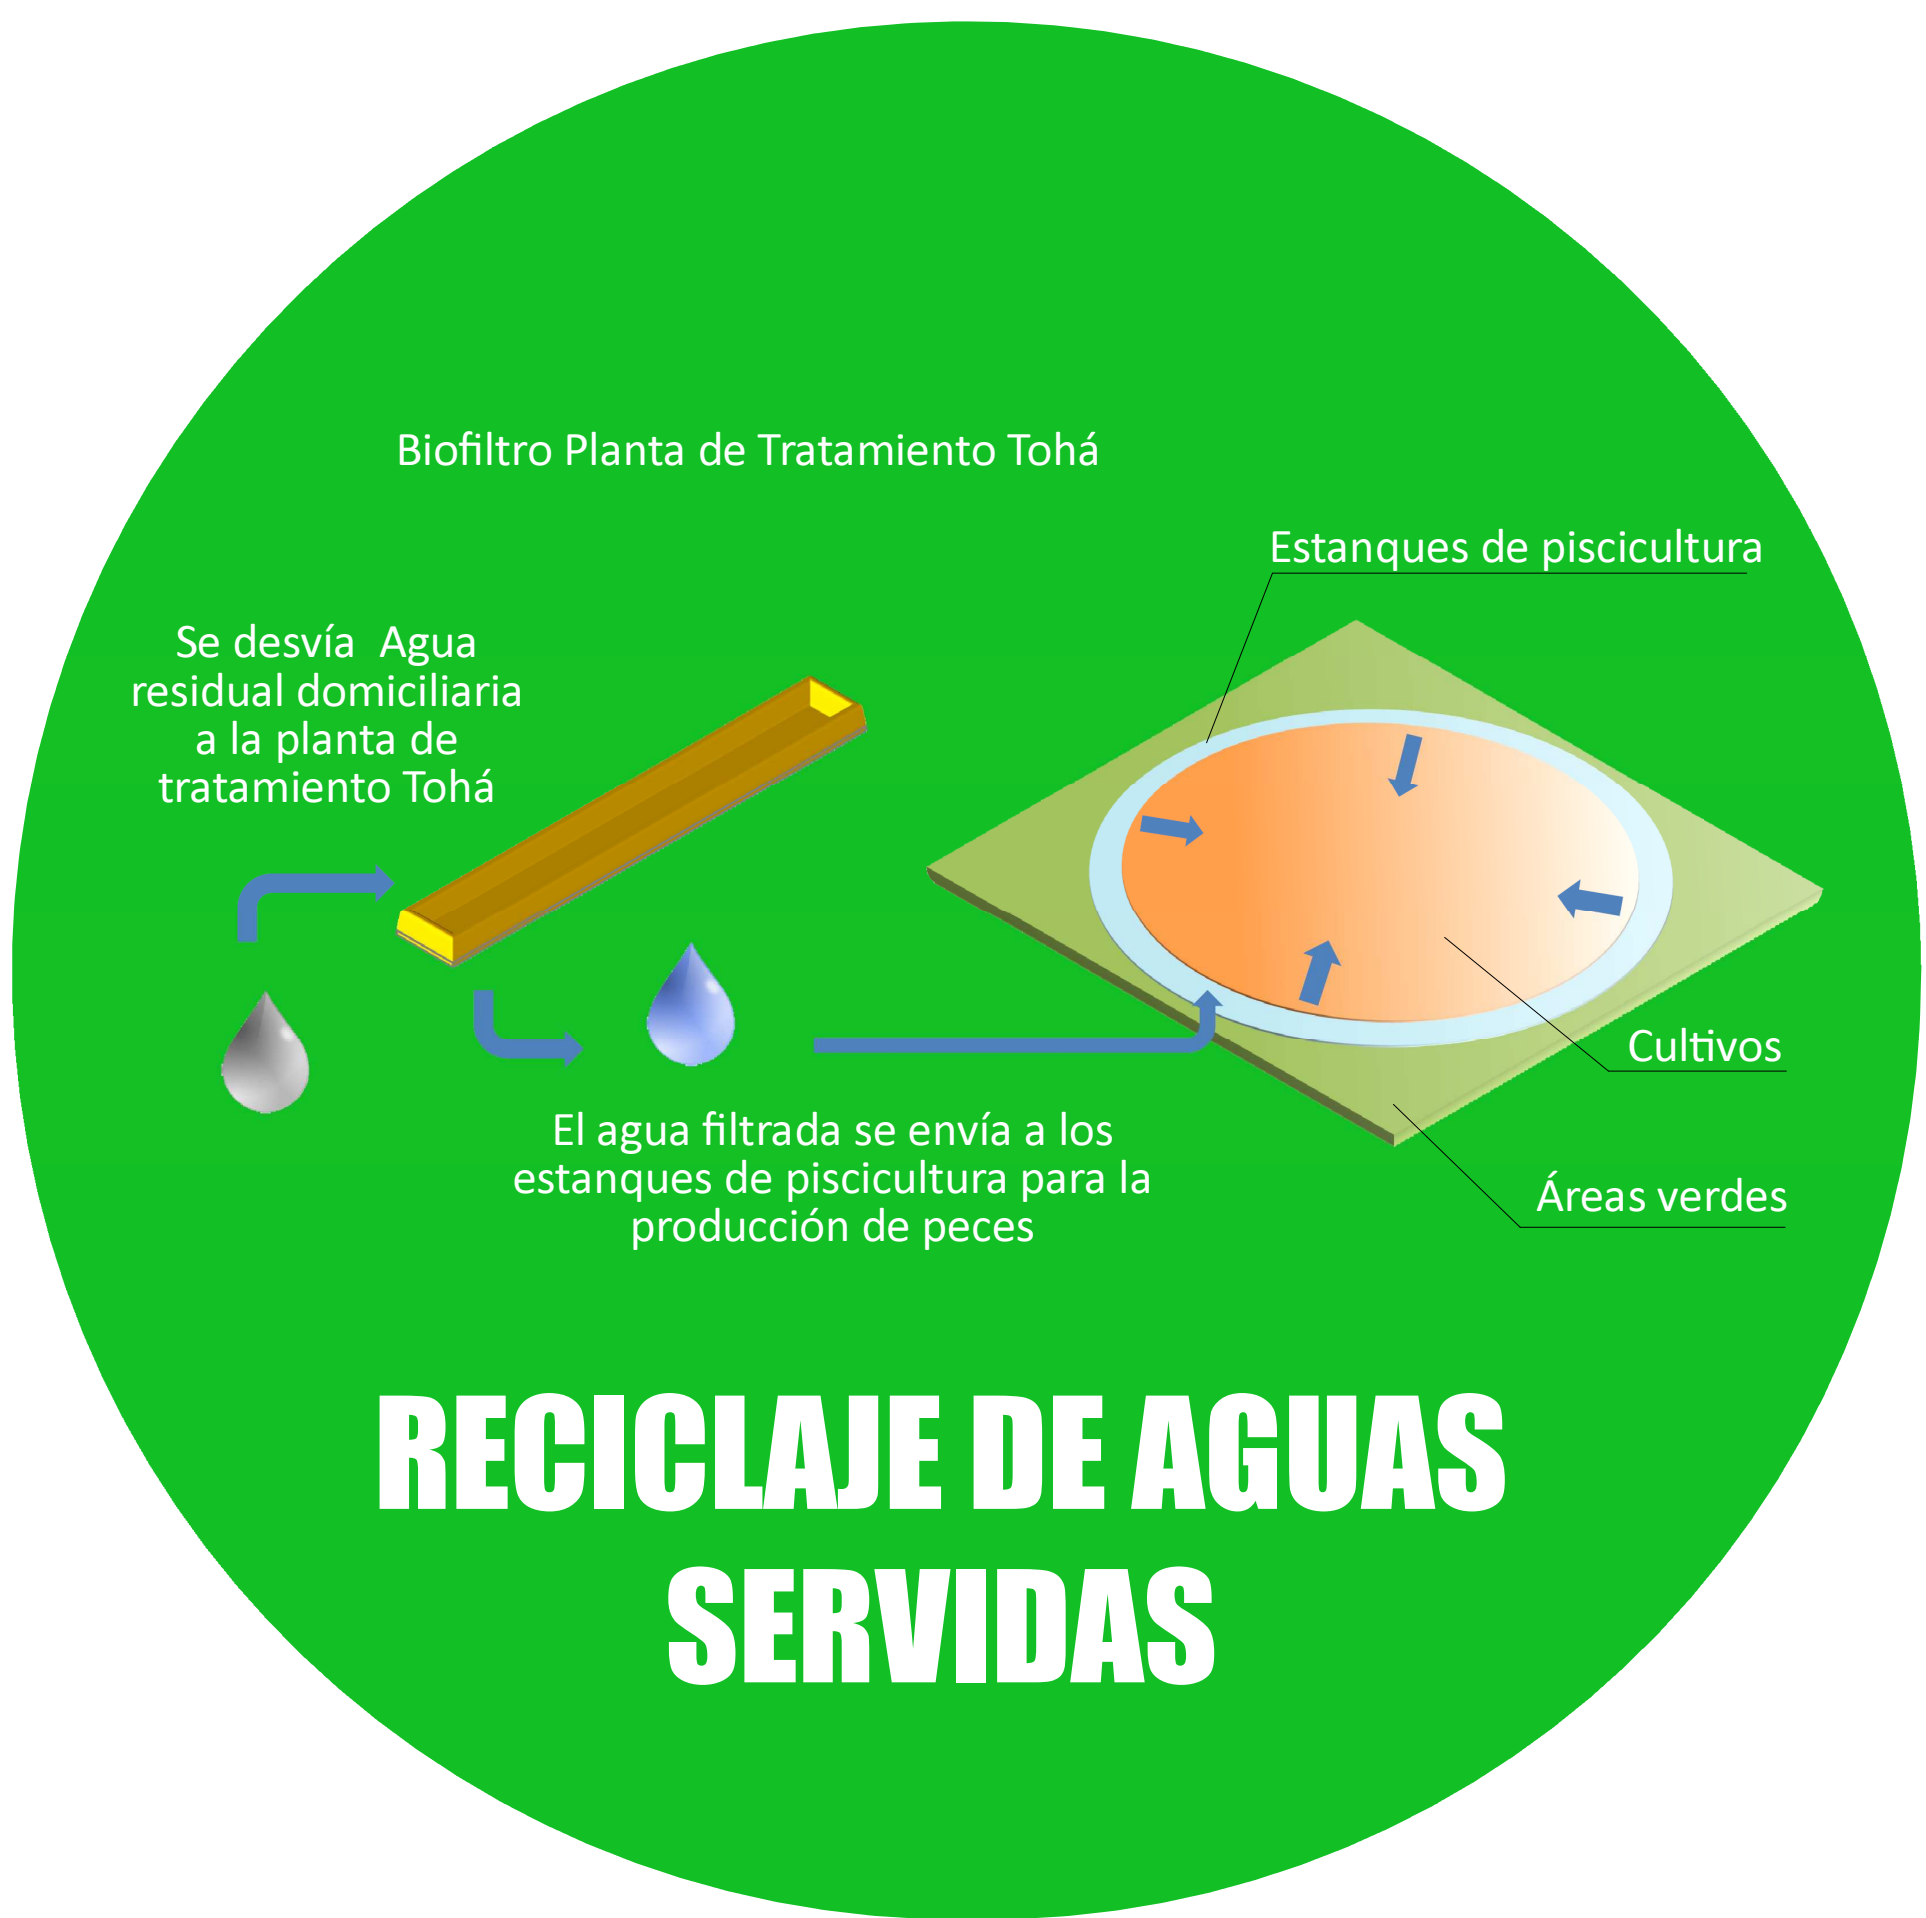 Biofiltro Planta de Tratamiento Tohá
Estanques de piscicultura
Se desvía  Agua
residual domiciliaria
a la planta de
tratamiento Tohá
Cultivos
El agua filtrada se envía a los
estanques de piscicultura para la
producción de peces
Áreas verdes
RECICLAJE DE AGUAS
SERVIDAS